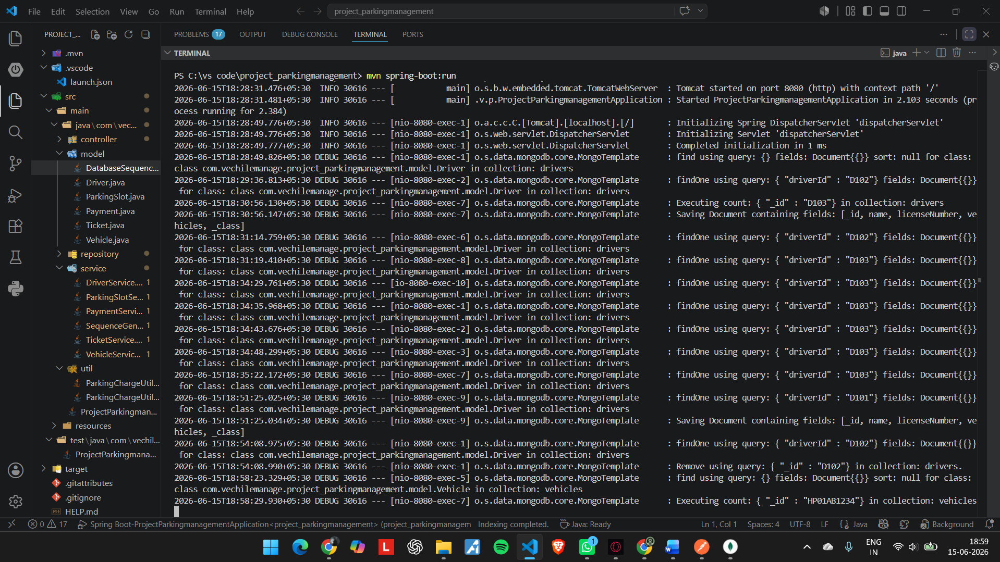 File Edit Selection View Go Run Terminal Help
project_parkingmanagement
PROJECT_...
.mvn
.vscode
launch.json
src
main
java\com\vec...
controller
model
DatabaseSequenc...
Driver.java
ParkingSlot.java
Payment.java
Ticket.java
Vehicle.java
repository
service
DriverService.... 1
ParkingSlotSe... 1
PaymentServi... 1
SequenceGen... 1
TicketService.... 1
VehicleServic... 1
util
ParkingChargeUtil...
ParkingChargeUtil...
ProjectParkingman...
resources
test\java\com\vechil...
ProjectParkingmana...
target
.gitattributes
.gitignore
HELP.md
PROBLEMS 17 OUTPUT DEBUG CONSOLE TERMINAL PORTS
TERMINAL
java
PS C:\vs code\project_parkingmanagement> mvn spring-boot:run
2026-06-15T18:28:31.476+05:30  INFO 30616 --- [           main] o.s.b.w.embedded.tomcat.TomcatWebServer  : Tomcat started on port 8080 (http) with context path '/'
2026-06-15T18:28:31.481+05:30  INFO 30616 --- [           main] .v.p.ProjectParkingmanagementApplication : Started ProjectParkingmanagementApplication in 2.103 seconds (pr
ocess running for 2.384)
2026-06-15T18:28:49.776+05:30  INFO 30616 --- [nio-8080-exec-1] o.a.c.c.C.[Tomcat].[localhost].[/]       : Initializing Spring DispatcherServlet 'dispatcherServlet'
2026-06-15T18:28:49.776+05:30  INFO 30616 --- [nio-8080-exec-1] o.s.web.servlet.DispatcherServlet        : Initializing Servlet 'dispatcherServlet'
2026-06-15T18:28:49.777+05:30  INFO 30616 --- [nio-8080-exec-1] o.s.web.servlet.DispatcherServlet        : Completed initialization in 1 ms
2026-06-15T18:28:49.826+05:30 DEBUG 30616 --- [nio-8080-exec-1] o.s.data.mongodb.core.MongoTemplate      : find using query: {} fields: Document{{}} sort: null for class:
class com.vechilemanage.project_parkingmanagement.model.Driver in collection: drivers
2026-06-15T18:29:36.813+05:30 DEBUG 30616 --- [nio-8080-exec-2] o.s.data.mongodb.core.MongoTemplate      : findOne using query: { "driverId" : "D102"} fields: Document{{}}
for class: class com.vechilemanage.project_parkingmanagement.model.Driver in collection: drivers
2026-06-15T18:30:56.130+05:30 DEBUG 30616 --- [nio-8080-exec-7] o.s.data.mongodb.core.MongoTemplate      : Executing count: { "_id" : "D103"} in collection: drivers
2026-06-15T18:30:56.147+05:30 DEBUG 30616 --- [nio-8080-exec-7] o.s.data.mongodb.core.MongoTemplate      : Saving Document containing fields: [_id, name, licenseNumber, ve
hicles, _class]
2026-06-15T18:31:14.759+05:30 DEBUG 30616 --- [nio-8080-exec-6] o.s.data.mongodb.core.MongoTemplate      : findOne using query: { "driverId" : "D102"} fields: Document{{}}
for class: class com.vechilemanage.project_parkingmanagement.model.Driver in collection: drivers
2026-06-15T18:31:19.410+05:30 DEBUG 30616 --- [nio-8080-exec-8] o.s.data.mongodb.core.MongoTemplate      : findOne using query: { "driverId" : "D103"} fields: Document{{}}
for class: class com.vechilemanage.project_parkingmanagement.model.Driver in collection: drivers
2026-06-15T18:34:29.761+05:30 DEBUG 30616 --- [io-8080-exec-10] o.s.data.mongodb.core.MongoTemplate      : findOne using query: { "driverId" : "D103"} fields: Document{{}}
for class: class com.vechilemanage.project_parkingmanagement.model.Driver in collection: drivers
2026-06-15T18:34:35.968+05:30 DEBUG 30616 --- [nio-8080-exec-1] o.s.data.mongodb.core.MongoTemplate      : findOne using query: { "driverId" : "D103"} fields: Document{{}}
for class: class com.vechilemanage.project_parkingmanagement.model.Driver in collection: drivers
2026-06-15T18:34:43.676+05:30 DEBUG 30616 --- [nio-8080-exec-2] o.s.data.mongodb.core.MongoTemplate      : findOne using query: { "driverId" : "D103"} fields: Document{{}}
for class: class com.vechilemanage.project_parkingmanagement.model.Driver in collection: drivers
2026-06-15T18:34:48.299+05:30 DEBUG 30616 --- [nio-8080-exec-3] o.s.data.mongodb.core.MongoTemplate      : findOne using query: { "driverId" : "D103"} fields: Document{{}}
for class: class com.vechilemanage.project_parkingmanagement.model.Driver in collection: drivers
2026-06-15T18:35:22.172+05:30 DEBUG 30616 --- [nio-8080-exec-7] o.s.data.mongodb.core.MongoTemplate      : findOne using query: { "driverId" : "D103"} fields: Document{{}}
for class: class com.vechilemanage.project_parkingmanagement.model.Driver in collection: drivers
2026-06-15T18:51:25.025+05:30 DEBUG 30616 --- [nio-8080-exec-9] o.s.data.mongodb.core.MongoTemplate      : findOne using query: { "driverId" : "D101"} fields: Document{{}}
for class: class com.vechilemanage.project_parkingmanagement.model.Driver in collection: drivers
2026-06-15T18:51:25.034+05:30 DEBUG 30616 --- [nio-8080-exec-9] o.s.data.mongodb.core.MongoTemplate      : Saving Document containing fields: [_id, name, licenseNumber, ve
hicles, _class]
2026-06-15T18:54:08.975+05:30 DEBUG 30616 --- [nio-8080-exec-1] o.s.data.mongodb.core.MongoTemplate      : findOne using query: { "driverId" : "D102"} fields: Document{{}}
for class: class com.vechilemanage.project_parkingmanagement.model.Driver in collection: drivers
2026-06-15T18:54:08.990+05:30 DEBUG 30616 --- [nio-8080-exec-1] o.s.data.mongodb.core.MongoTemplate      : Remove using query: { "_id" : "D102"} in collection: drivers.
2026-06-15T18:58:23.329+05:30 DEBUG 30616 --- [nio-8080-exec-5] o.s.data.mongodb.core.MongoTemplate      : find using query: {} fields: Document{{}} sort: null for class:
class com.vechilemanage.project_parkingmanagement.model.Vehicle in collection: vehicles
2026-06-15T18:58:29.930+05:30 DEBUG 30616 --- [nio-8080-exec-7] o.s.data.mongodb.core.MongoTemplate      : Executing count: { "_id" : "HP01AB1234"} in collection: vehicles
0 17 Spring Boot-ProjectParkingmanagementApplication<project_parkingmanagement> (project_parkingmanagem Indexing completed. Java: Ready Ln 1, Col 1 Spaces: 4 UTF-8 LF {} Java Background
L
1
W
ENG
IN
18:59
15-06-2026